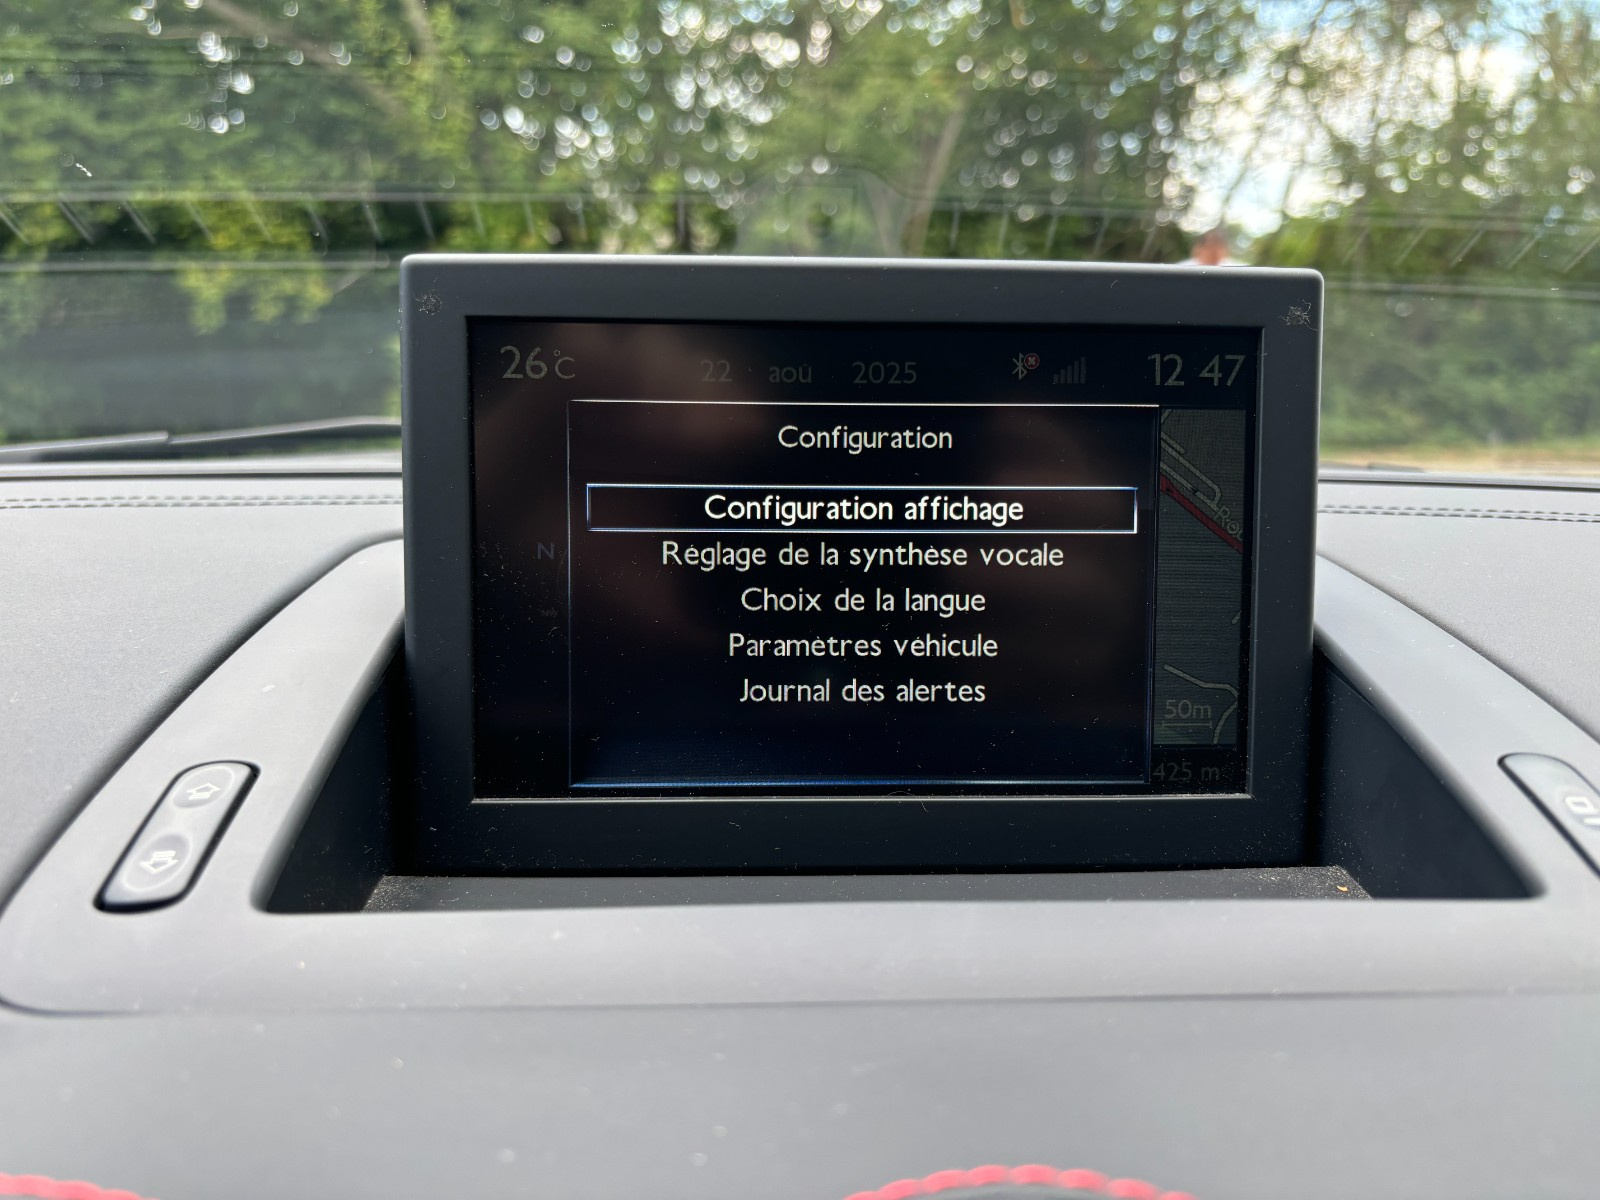 26°C 22 aoû 2025 12 47
Configuration
Configuration affichage
Réglage de la synthèse vocale
Choix de la langue
Paramètres véhicule
Journal des alertes
N
Rou
50m
425 m